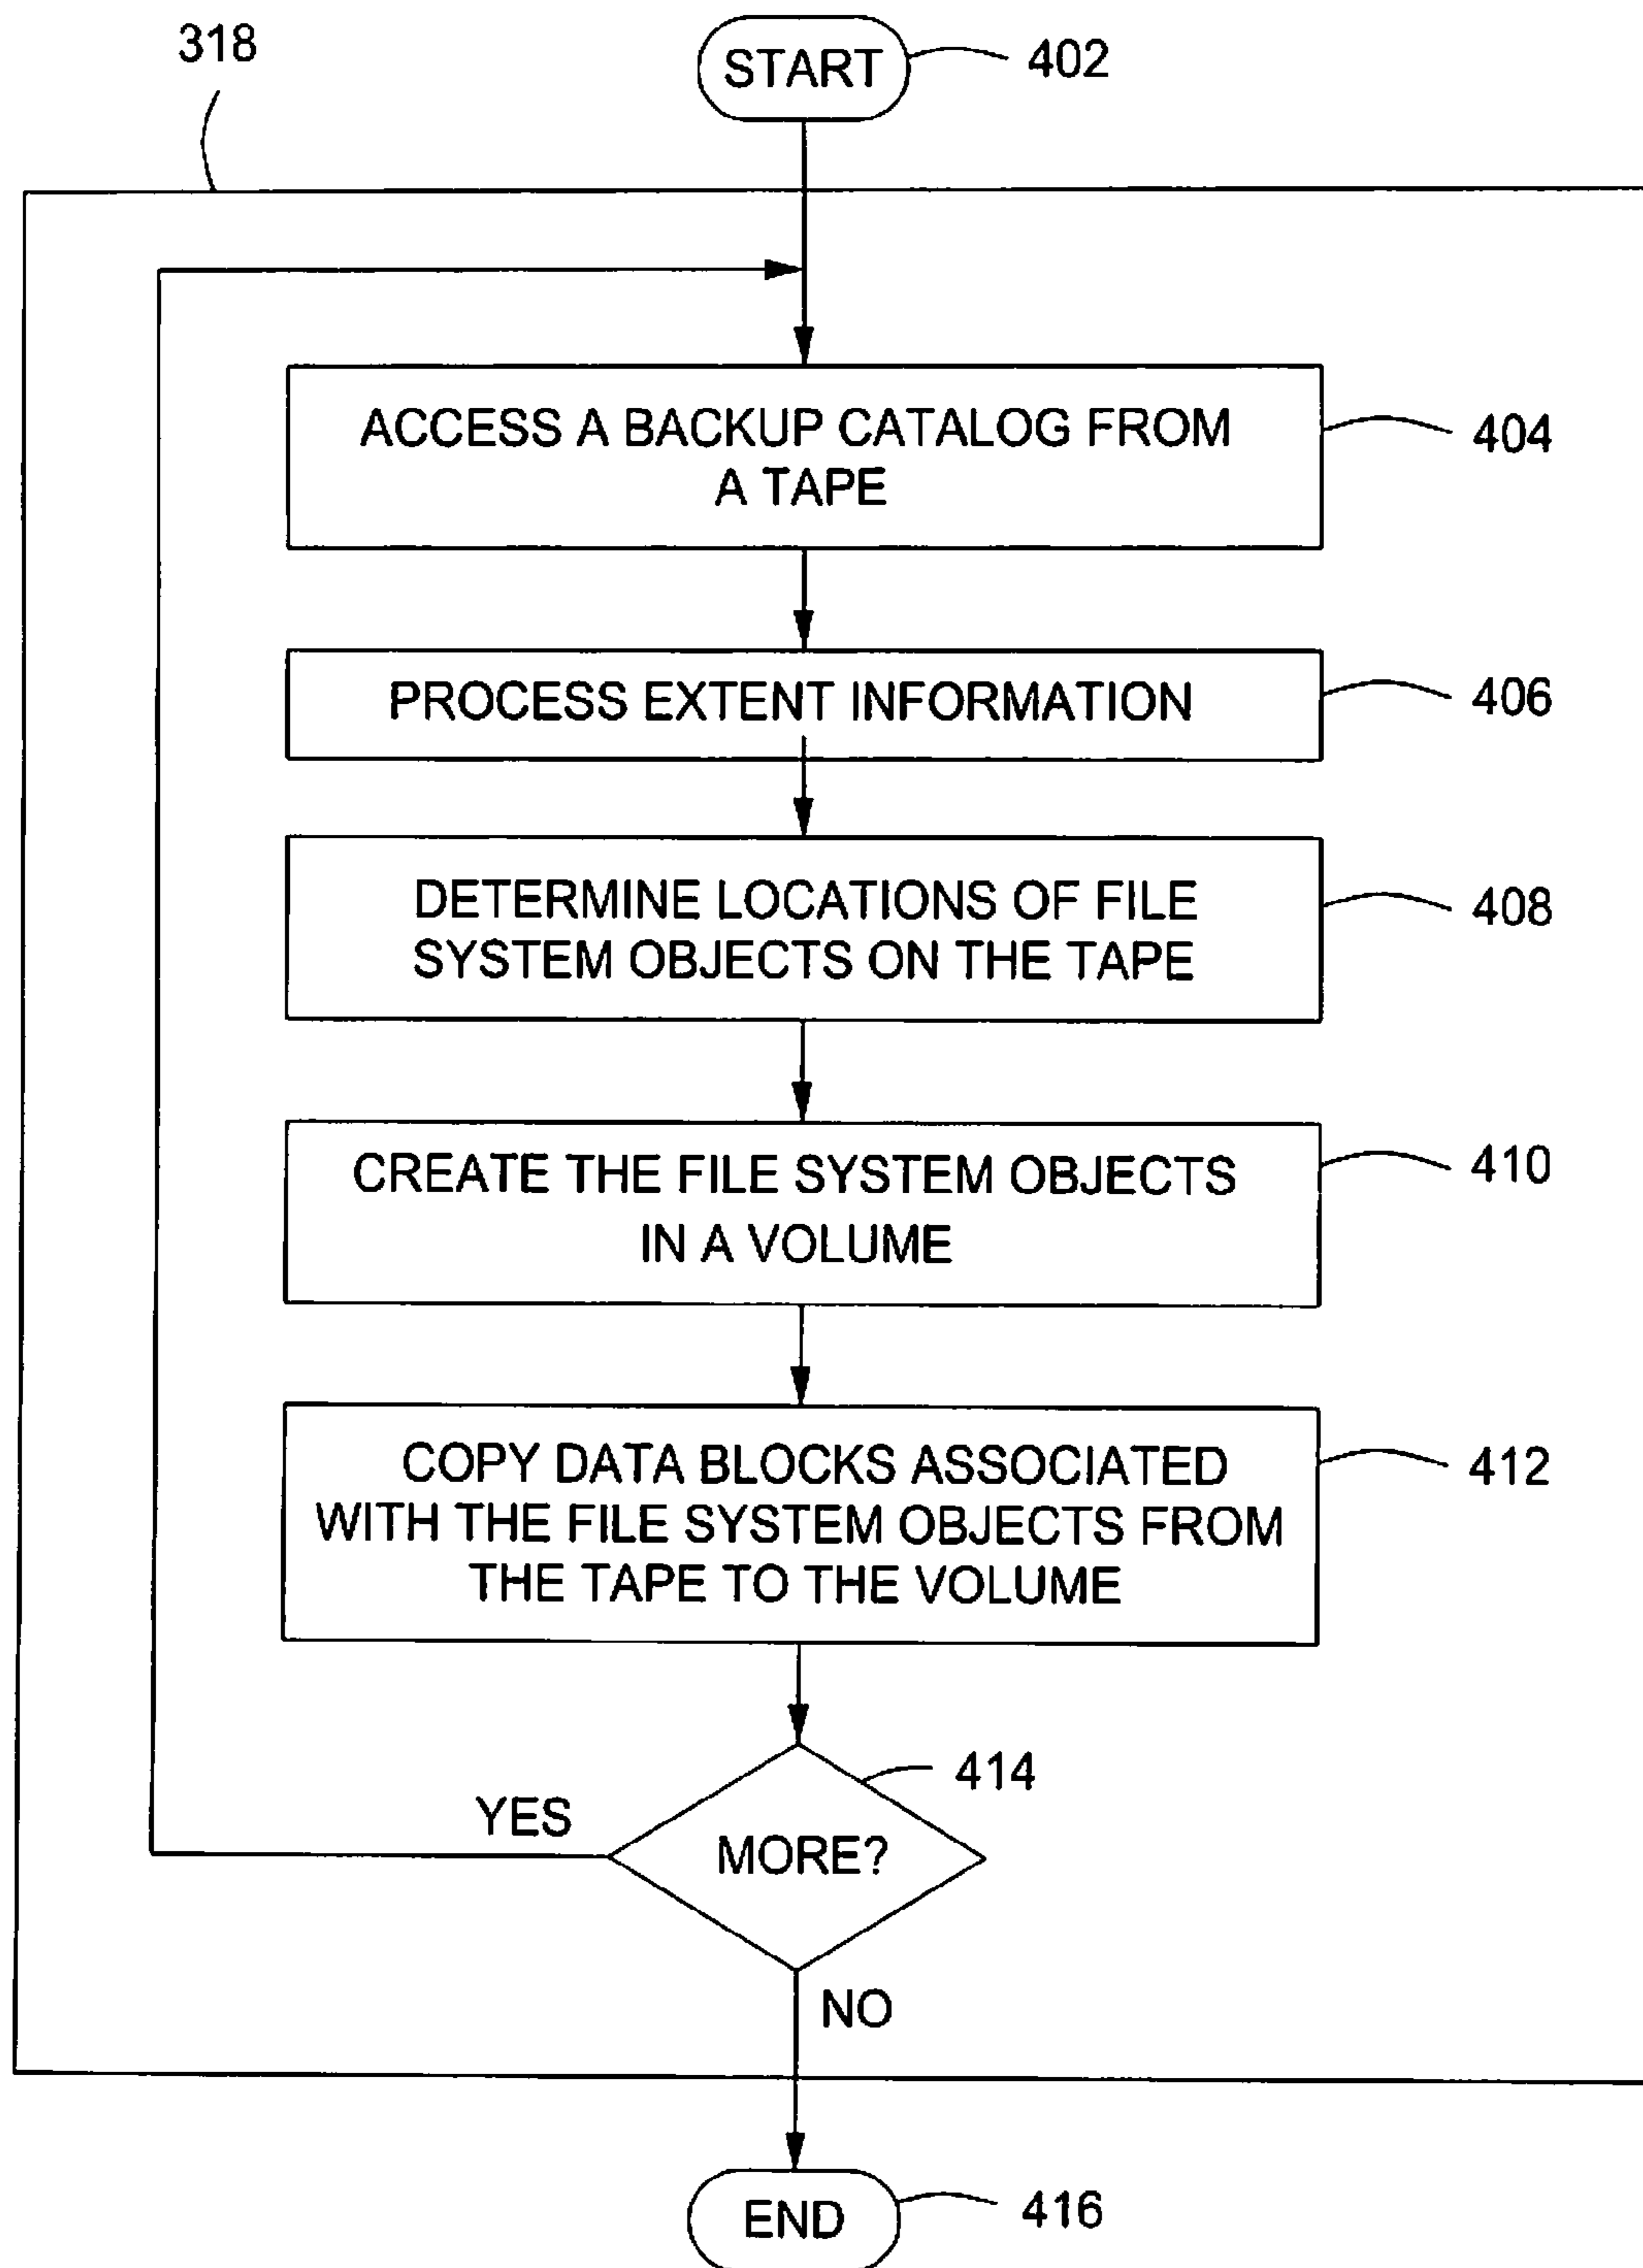 318
START
402
ACCESS A BACKUP CATALOG FROM
A TAPE
404
PROCESS EXTENT INFORMATION
406
DETERMINE LOCATIONS OF FILE
SYSTEM OBJECTS ON THE TAPE
408
CREATE THE FILE SYSTEM OBJECTS
IN A VOLUME
410
COPY DATA BLOCKS ASSOCIATED
WITH THE FILE SYSTEM OBJECTS FROM
THE TAPE TO THE VOLUME
412
414
YES
MORE?
NO
END
416